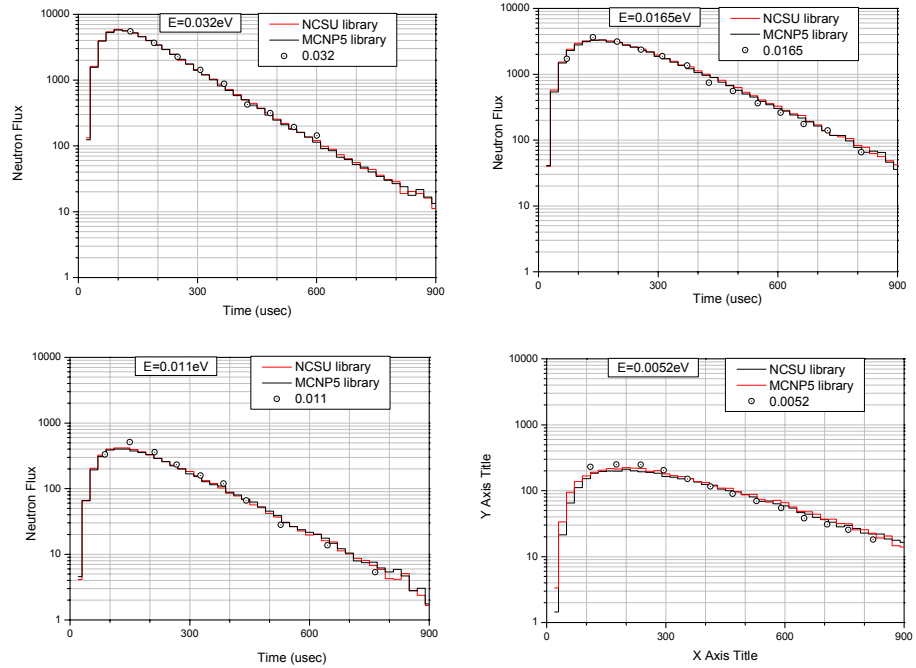 E=0.032eV
NCSU library
MCNP5 library
0.032
10000
1000
100
10
1
Neutron Flux
0
300
600
900
Time (usec)
E=0.0165eV
NCSU library
MCNP5 library
0.0165
10000
1000
100
10
1
Neutron Flux
0
300
600
900
Time (usec)
E=0.011eV
NCSU library
MCNP5 library
0.011
10000
1000
100
10
1
Neutron Flux
0
300
600
900
Time (usec)
E=0.0052eV
NCSU library
MCNP5 library
0.0052
10000
1000
100
10
1
Y Axis Title
0
300
600
900
X Axis Title